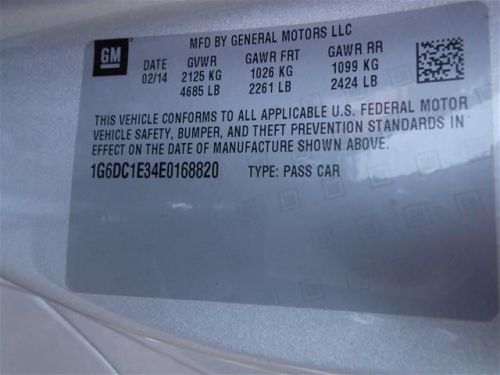 GM
MFD BY GENERAL MOTORS LLC
DATE GVWR GAWR FRT GAWR RR
02/14 2125 KG 1026 KG 1099 KG
4685 LB 2261 LB 2424 LB
THIS VEHICLE CONFORMS TO ALL APPLICABLE U.S. FEDERAL MOTOR
VEHICLE SAFETY, BUMPER, AND THEFT PREVENTION STANDARDS IN
EFFECT ON THE DATE OF MANUFACTURE SHOWN ABOVE.
1G6DC1E34E0168820 TYPE: PASS CAR